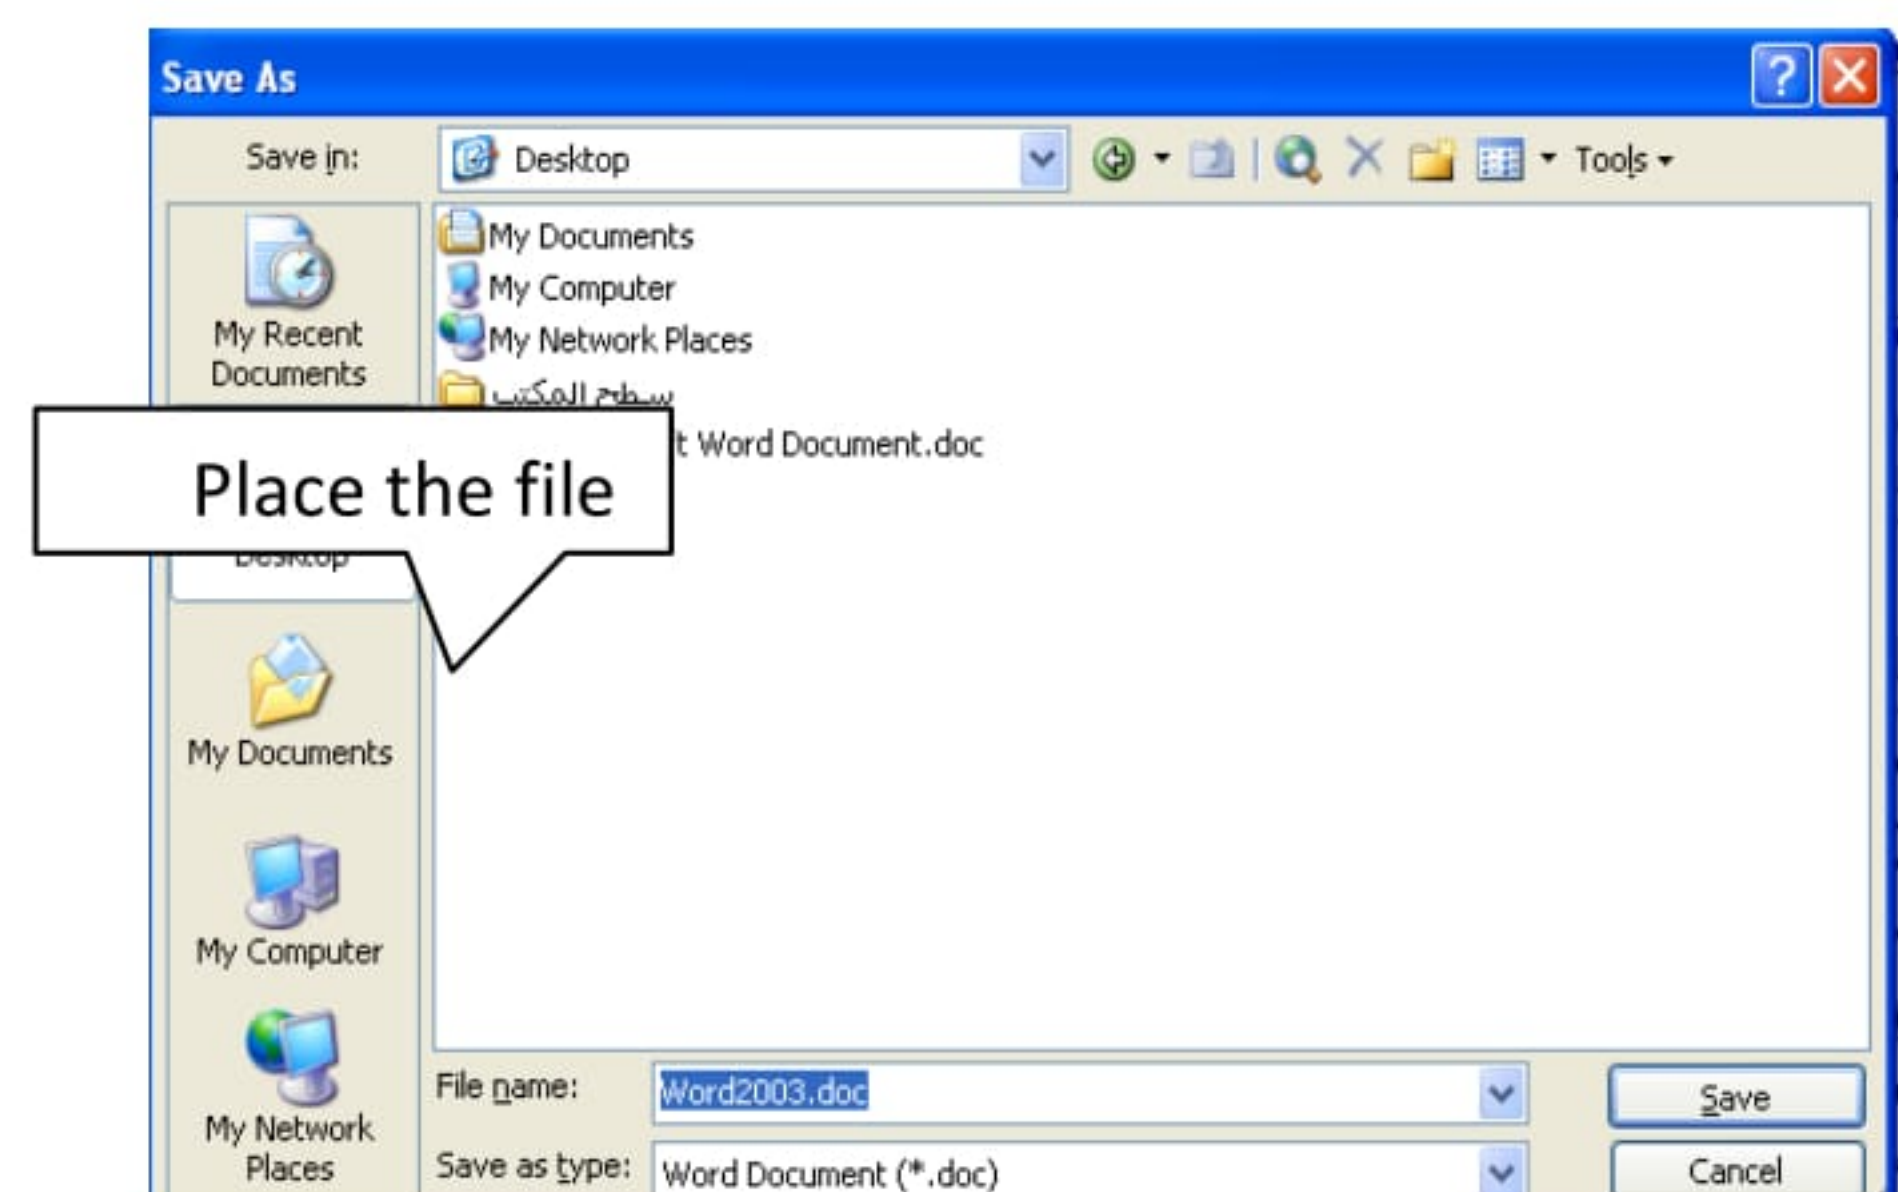 Save As
Save in:
Desktop
Tools
My Recent
Documents
Desktop
My Documents
My Computer
My Network
Places
My Documents
My Computer
My Network Places
سطح المكتب
t Word Document.doc
Place the file
File name:
Word2003.doc
Save
Save as type:
Word Document (*.doc)
Cancel